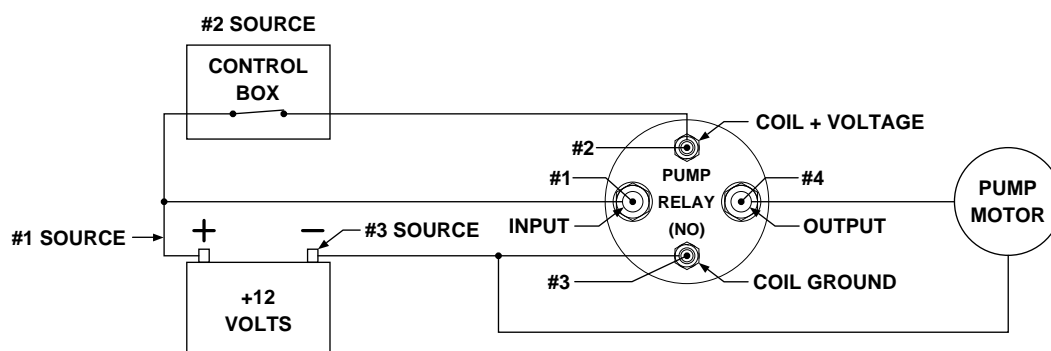 #2 SOURCE
CONTROL
BOX
COIL + VOLTAGE
#2
PUMP
#1
#4
RELAY
INPUT
OUTPUT
(NO)
PUMP
MOTOR
#1 SOURCE
+
−
#3 SOURCE
#3
COIL GROUND
+12
VOLTS